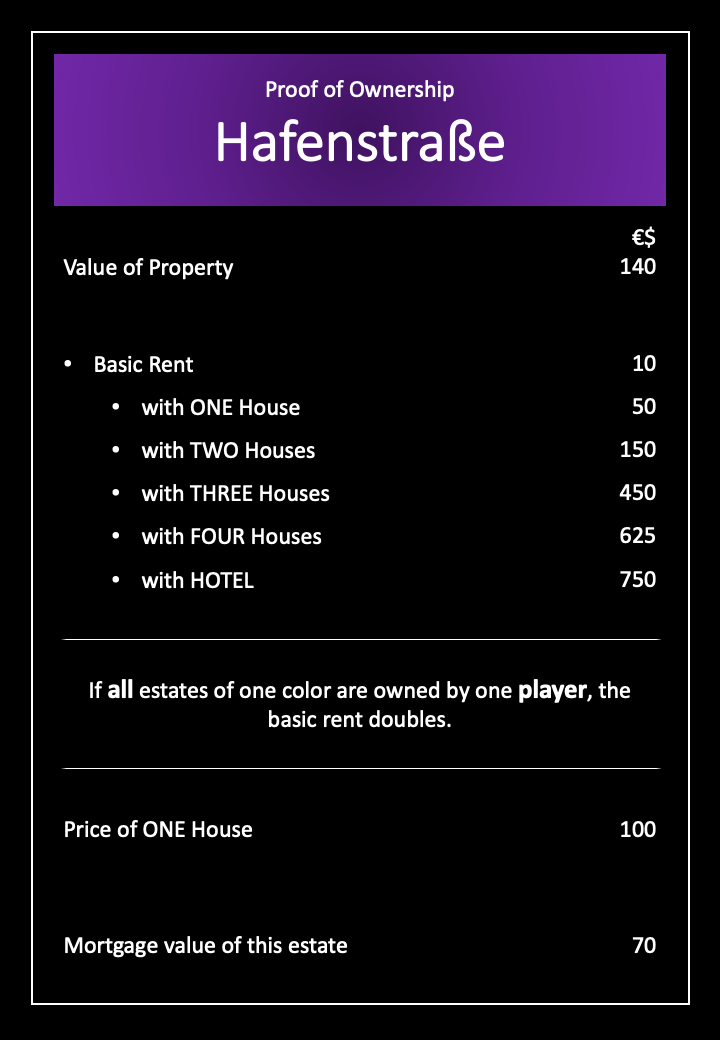 Proof of Ownership
Hafenstraße
€$
Value of Property 140
• Basic Rent 10
• with ONE House 50
• with TWO Houses 150
• with THREE Houses 450
• with FOUR Houses 625
• with HOTEL 750
If all estates of one color are owned by one player, the
basic rent doubles.
Price of ONE House 100
Mortgage value of this estate 70